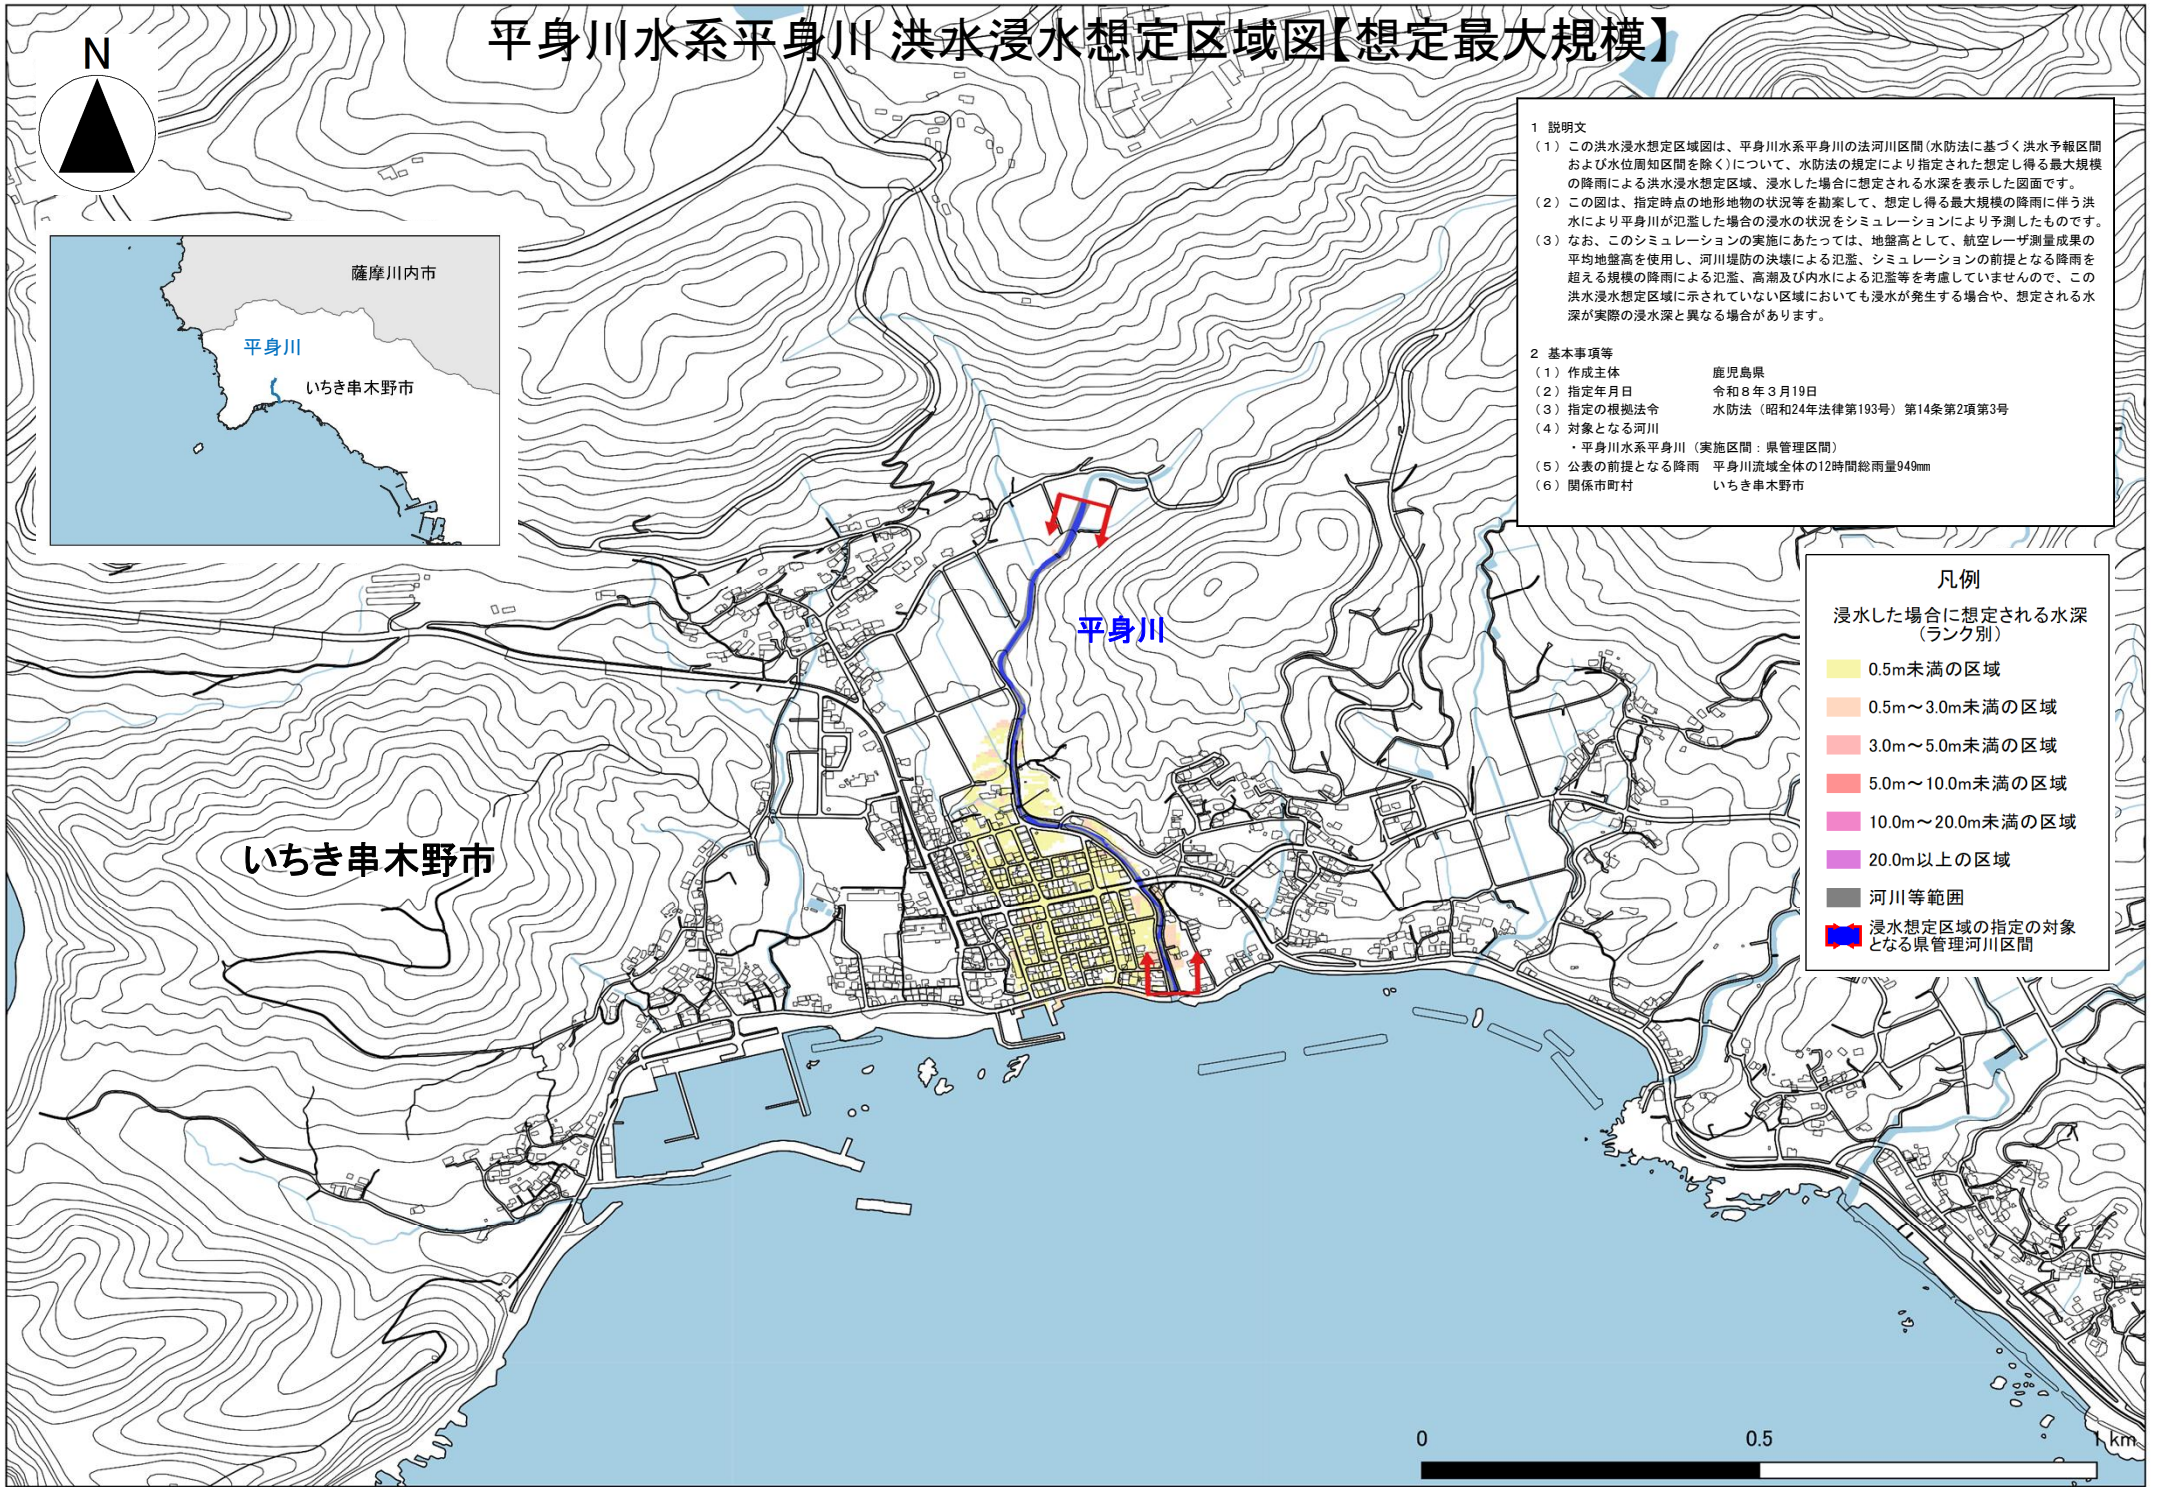 平身川水系平身川 洪水浸水想定区域図【想定最大規模】
N
薩摩川内市
平身川
いちき串木野市
1 説明文
(1)この洪水浸水想定区域図は、平身川水系平身川の法河川区間(水防法に基づく洪水予報区間
および水位周知区間を除く)について、水防法の規定により指定された想定し得る最大規模
の降雨による洪水浸水想定区域、浸水した場合に想定される水深を表示した図面です。
(2)この図は、指定時点の地形地物の状況等を勘案して、想定し得る最大規模の降雨に伴う洪
水により平身川が氾濫した場合の浸水の状況をシミュレーションにより予測したものです。
(3)なお、このシミュレーションの実施にあたっては、地盤高として、航空レーザ測量成果の
平均地盤高を使用し、河川堤防の決壊による氾濫、シミュレーションの前提となる降雨を
超える規模の降雨による氾濫、高潮及び内水による氾濫等を考慮していませんので、この
洪水浸水想定区域に示されていない区域においても浸水が発生する場合や、想定される水
深が実際の浸水深と異なる場合があります。
2 基本事項等
(1)作成主体 鹿児島県
(2)指定年月日 令和8年3月19日
(3)指定の根拠法令 水防法(昭和24年法律第193号)第14条第2項第3号
(4)対象となる河川
・平身川水系平身川(実施区間:県管理区間)
(5)公表の前提となる降雨 平身川流域全体の12時間総雨量949mm
(6)関係市町村 いちき串木野市
凡例
浸水した場合に想定される水深
(ランク別)
0.5m未満の区域
0.5m～3.0m未満の区域
3.0m～5.0m未満の区域
5.0m～10.0m未満の区域
10.0m～20.0m未満の区域
20.0m以上の区域
河川等範囲
浸水想定区域の指定の対象
となる県管理河川区間
平身川
いちき串木野市
0 0.5 1 km